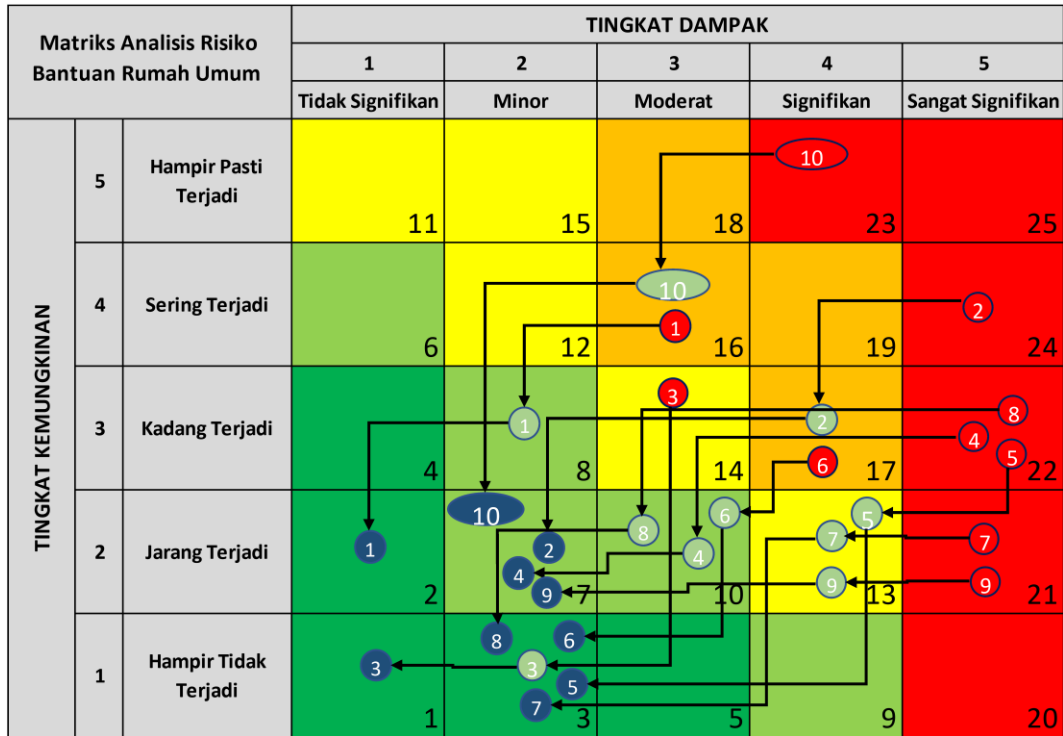 Matriks Analisis Risiko
Bantuan Rumah Umum
TINGKAT DAMPAK
1 2 3 4 5
Tidak Signifikan Minor Moderat Signifikan Sangat Signifikan
TINGKAT KEMUNGKINAN
5 Hampir Pasti
Terjadi
10
11 15 18 23 25
4 Sering Terjadi
10 2
1
6 12 16 19 24
3 Kadang Terjadi
3
8
1 2 4
6 5
4 8 14 17 22
2 Jarang Terjadi
10 6 5
8
1 2 4 7 7
4
9 9 9
2 7 10 13 21
1 Hampir Tidak
Terjadi
8 6
3 3
5
7
1 3 5 9 20